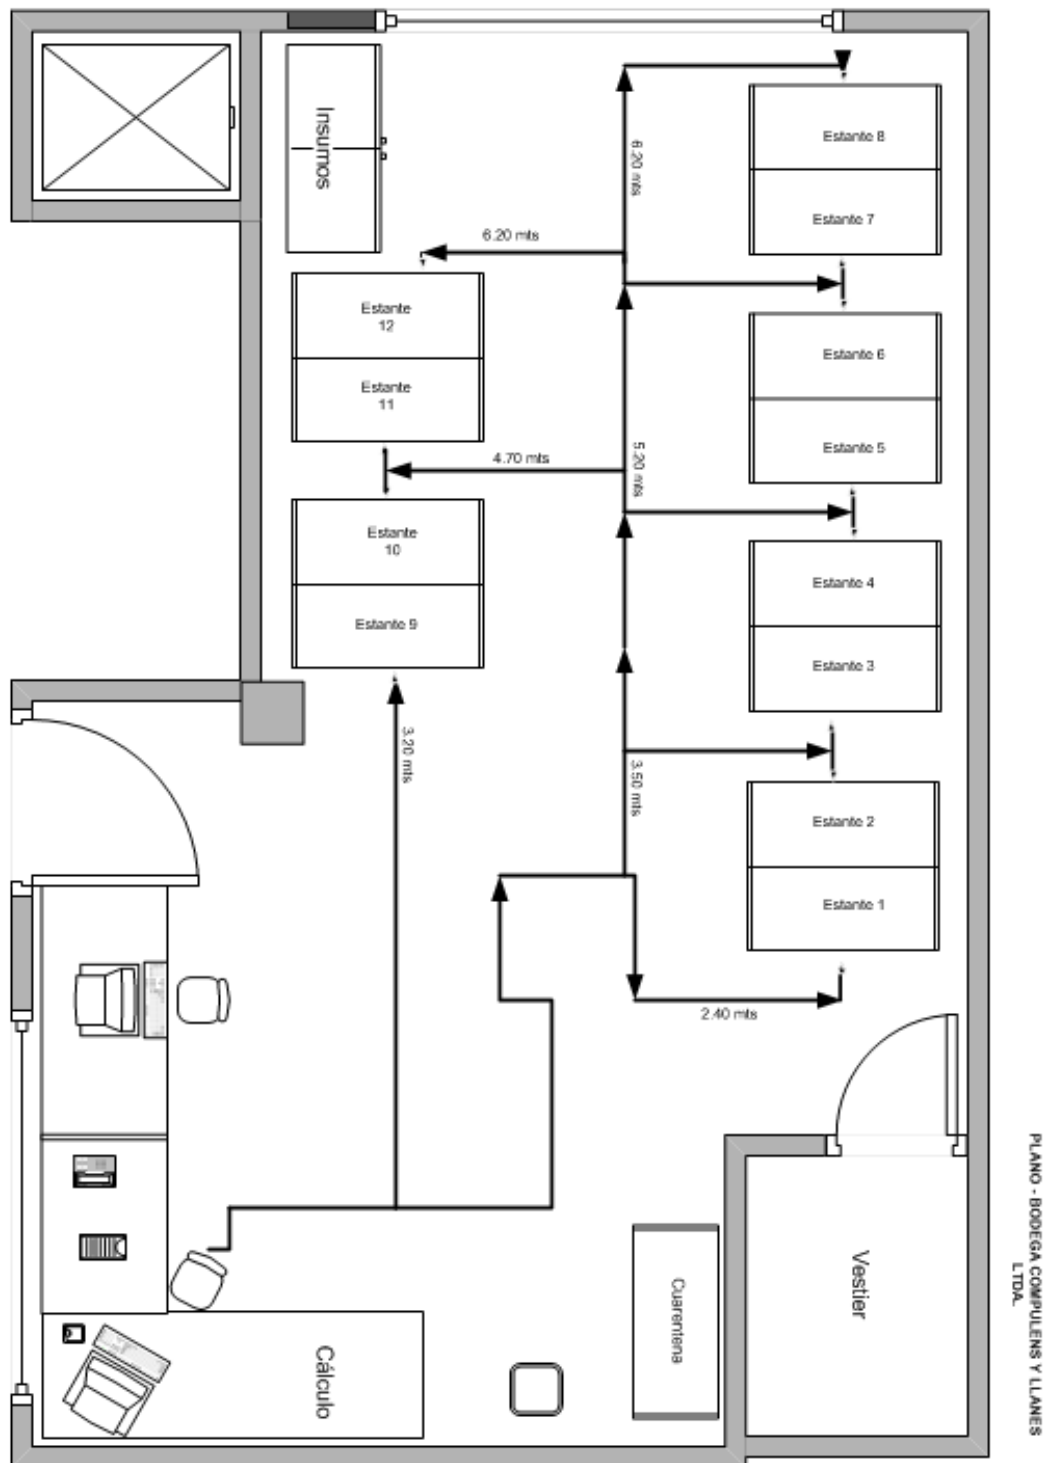 Insumos
Estante 8
Estante 7
6.20 mts
6.20 mts
Estante
12
Estante
11
Estante 6
Estante 5
5.20 mts
4.70 mts
Estante
10
Estante 9
Estante 4
Estante 3
3.20 mts
3.50 mts
Estante 2
Estante 1
2.40 mts
Cálculo
Cuarentena
Vestier
PLANO - BODEGA COMPULENS Y LLANES
LTDA.